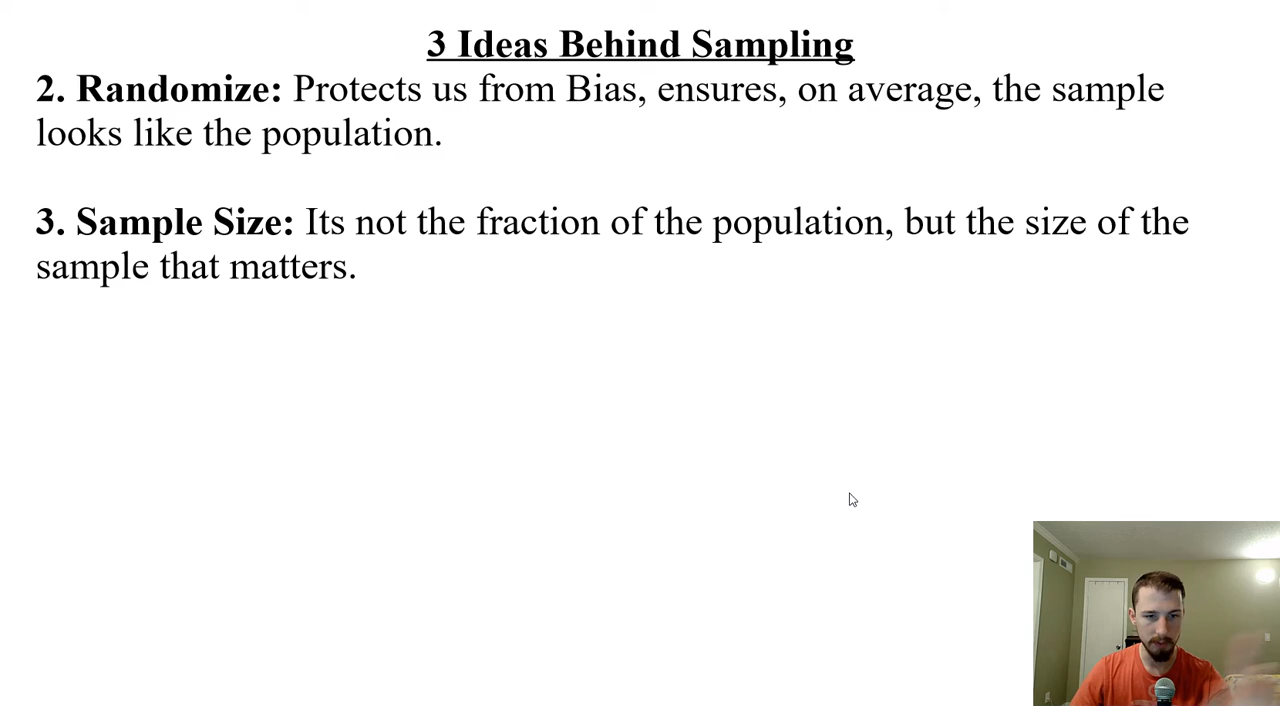 3 Ideas Behind Sampling
2. Randomize: Protects us from Bias, ensures, on average, the sample
looks like the population.
3. Sample Size: Its not the fraction of the population, but the size of the
sample that matters.